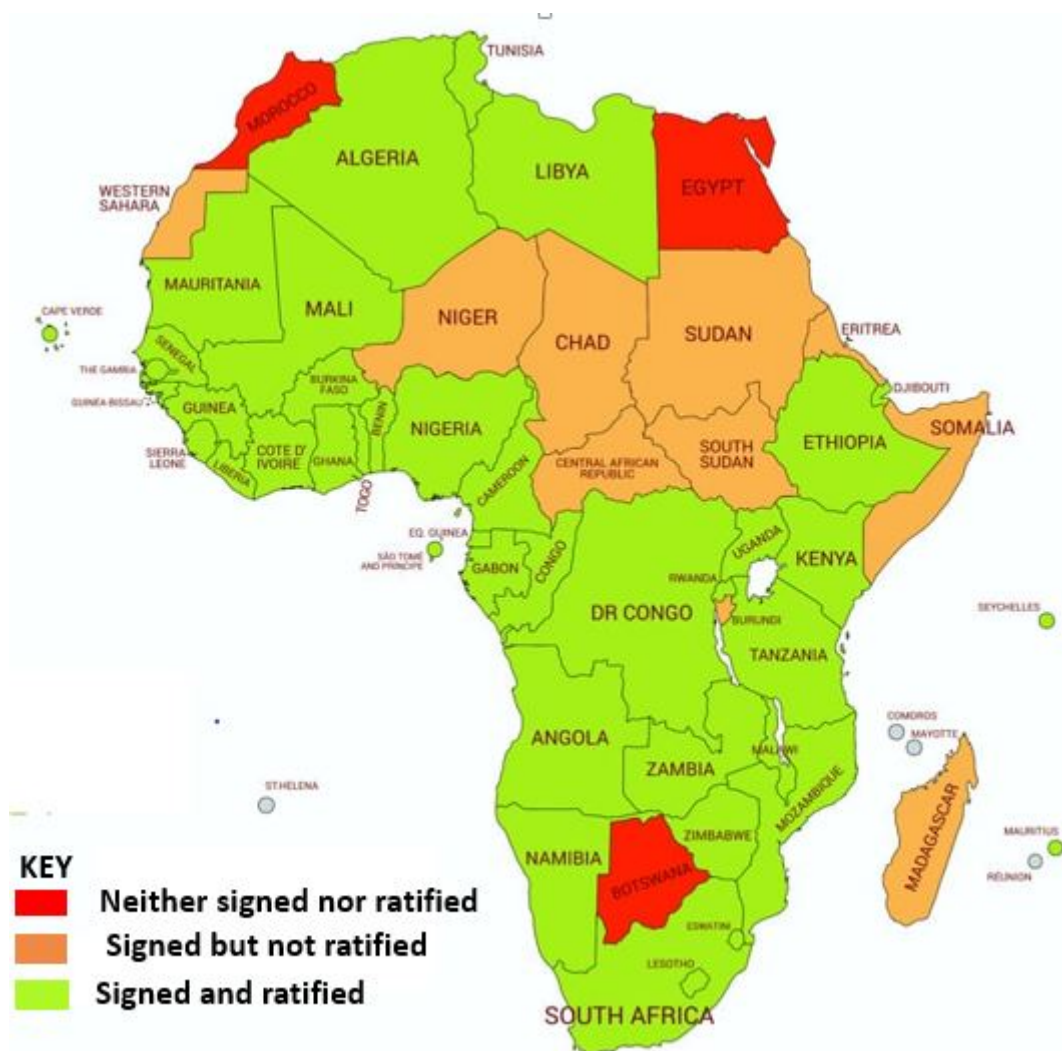 TUNISIA
MOROCCO
ALGERIA
LIBYA
EGYPT
WESTERN
SAHARA
MAURITANIA
MALI
NIGER
CHAD
SUDAN
ERITREA
CAPE VERDE
SENEGAL
THE GAMBIA
BURKINA
FASO
DJIBOUTI
GUINEA-BISSAU
GUINEA
BENIN
NIGERIA
SOMALIA
ETHIOPIA
SOUTH
SUDAN
SIERRA
LEONE
COTE D'
IVOIRE
GHANA
CENTRAL AFRICAN
REPUBLIC
LIBERIA
TOGO
CAMEROON
EQ. GUINEA
SÃO TOMÉ
AND PRINCIPE
GABON
CONGO
UGANDA
KENYA
RWANDA
DR CONGO
BURUNDI
SEYCHELLES
TANZANIA
COMOROS
MAYOTTE
ANGOLA
MALAWI
ZAMBIA
ST.HELENA
MOZAMBIQUE
MADAGASCAR
ZIMBABWE
MAURITIUS
NAMIBIA
BOTSWANA
RÉUNION
ESWATINI
LESOTHO
SOUTH AFRICA
KEY
Neither signed nor ratified
Signed but not ratified
Signed and ratified